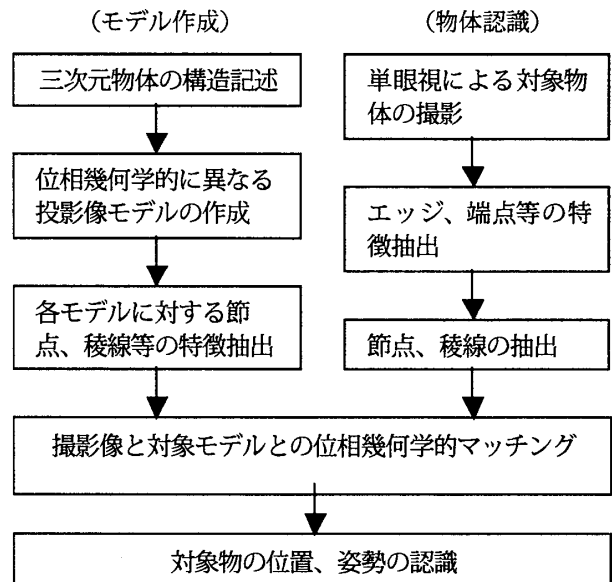 （モデル作成）
三次元物体の構造記述
位相幾何学的に異なる
投影像モデルの作成
各モデルに対する節
点、稜線等の特徴抽出
（物体認識）
単眼視による対象物
体の撮影
エッジ、端点等の特
徴抽出
節点、稜線の抽出
撮影像と対象モデルとの位相幾何学的マッチング
対象物の位置、姿勢の認識